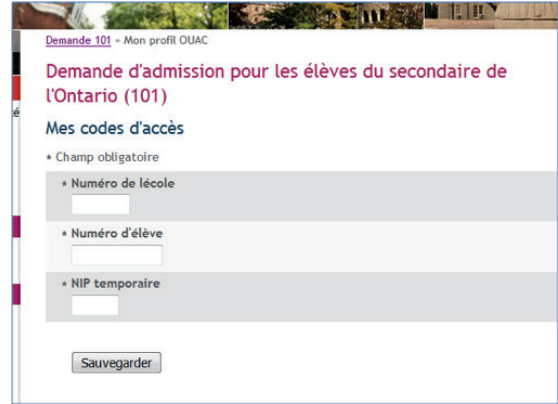 Demande 101 » Mon profil OUAC
Demande d'admission pour les élèves du secondaire de
l'Ontario (101)
Mes codes d'accès
* Champ obligatoire
* Numéro de lécole
* Numéro d'élève
* NIP temporaire
Sauvegarder